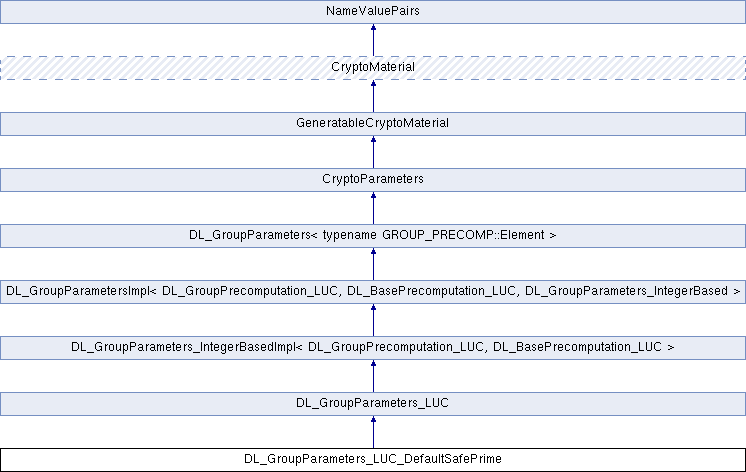 NameValuePairs
CryptoMaterial
GeneratableCryptoMaterial
CryptoParameters
DL_GroupParameters< typename GROUP_PRECOMP::Element >
DL_GroupParametersImpl< DL_GroupPrecomputation_LUC, DL_BasePrecomputation_LUC, DL_GroupParameters_IntegerBased >
DL_GroupParameters_IntegerBasedImpl< DL_GroupPrecomputation_LUC, DL_BasePrecomputation_LUC >
DL_GroupParameters_LUC
DL_GroupParameters_LUC_DefaultSafePrime